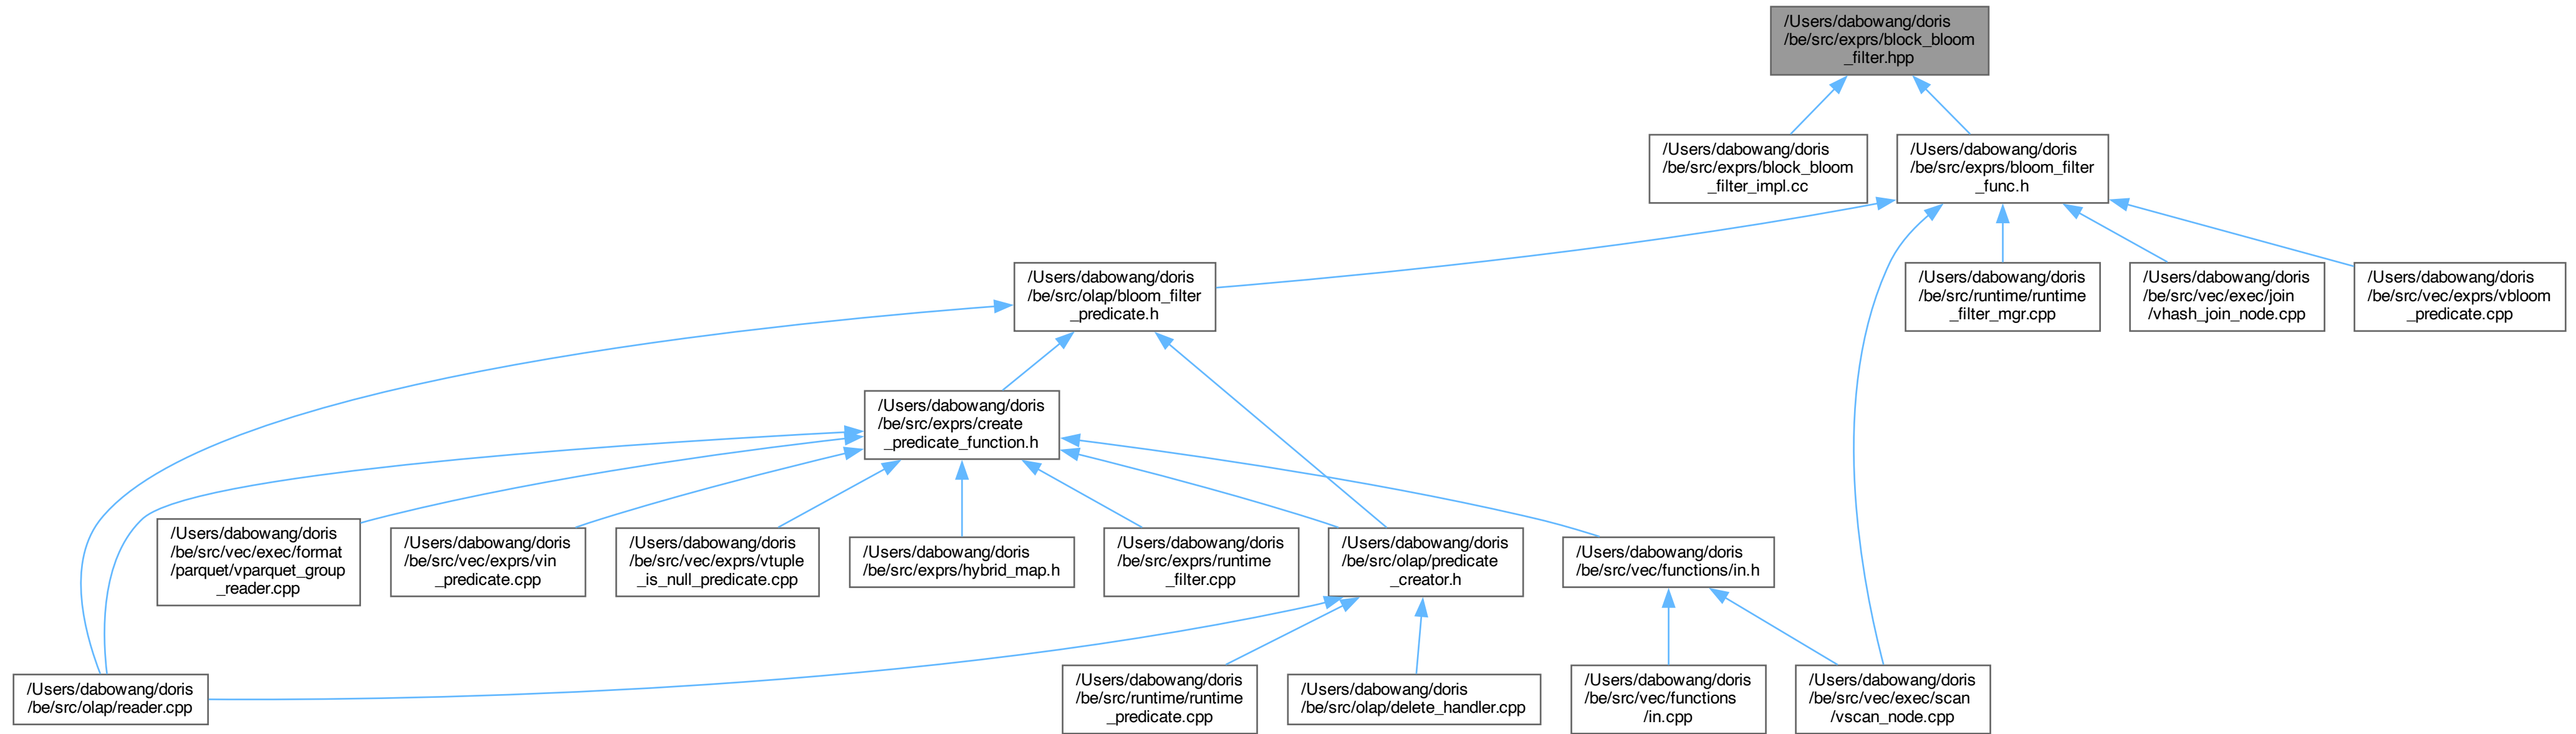 /Users/dabowang/doris
/be/src/exprs/block_bloom
_filter.hpp
/Users/dabowang/doris
/be/src/exprs/block_bloom
_filter_impl.cc
/Users/dabowang/doris
/be/src/exprs/bloom_filter
_func.h
/Users/dabowang/doris
/be/src/olap/bloom_filter
_predicate.h
/Users/dabowang/doris
/be/src/runtime/runtime
_filter_mgr.cpp
/Users/dabowang/doris
/be/src/vec/exec/join
/vhash_join_node.cpp
/Users/dabowang/doris
/be/src/vec/exprs/vbloom
_predicate.cpp
/Users/dabowang/doris
/be/src/exprs/create
_predicate_function.h
/Users/dabowang/doris
/be/src/vec/exec/format
/parquet/vparquet_group
_reader.cpp
/Users/dabowang/doris
/be/src/vec/exprs/vin
_predicate.cpp
/Users/dabowang/doris
/be/src/vec/exprs/vtuple
_is_null_predicate.cpp
/Users/dabowang/doris
/be/src/exprs/hybrid_map.h
/Users/dabowang/doris
/be/src/exprs/runtime
_filter.cpp
/Users/dabowang/doris
/be/src/olap/predicate
_creator.h
/Users/dabowang/doris
/be/src/vec/functions/in.h
/Users/dabowang/doris
/be/src/olap/reader.cpp
/Users/dabowang/doris
/be/src/runtime/runtime
_predicate.cpp
/Users/dabowang/doris
/be/src/olap/delete_handler.cpp
/Users/dabowang/doris
/be/src/vec/functions
/in.cpp
/Users/dabowang/doris
/be/src/vec/exec/scan
/vscan_node.cpp